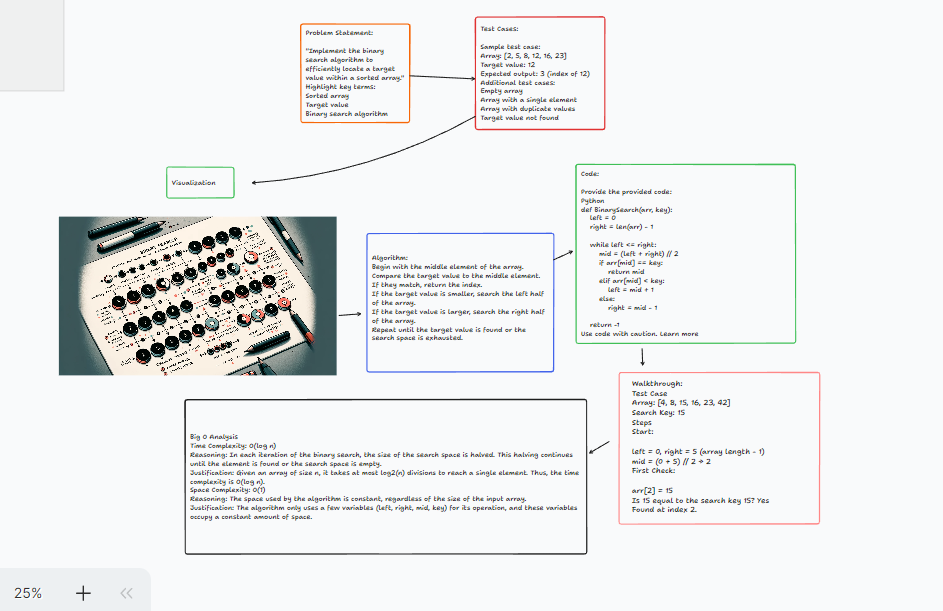 Problem Statement:
"Implement the binary
search algorithm to
efficiently locate a target
value within a sorted array."
Highlight key terms:
Sorted array
Target value
Binary search algorithm
Test Cases:
Sample test case:
Array: [2, 5, 8, 12, 16, 23]
Target value: 12
Expected output: 3 (index of 12)
Additional test cases:
Empty array
Array with a single element
Array with duplicate values
Target value not found
Visualization
Algorithm:
Begin with the middle element of the array.
Compare the target value to the middle element.
If they match, return the index.
If the target value is smaller, search the left half
of the array.
If the target value is larger, search the right half
of the array.
Repeat until the target value is found or the
search space is exhausted.
Code:
Provide the provided code:
Python
def BinarySearch(arr, key):
left = 0
right = len(arr) - 1
while left <= right:
mid = (left + right) // 2
if arr[mid] == key:
return mid
elif arr[mid] < key:
left = mid + 1
else:
right = mid - 1
return -1
Use code with caution. Learn more
Walkthrough:
Test Case
Array: [4, 8, 15, 16, 23, 42]
Search Key: 15
Steps
Start:
left = 0, right = 5 (array length - 1)
mid = (0 + 5) // 2 → 2
First Check:
arr[2] = 15
Is 15 equal to the search key 15? Yes
Found at index 2.
Big O Analysis
Time Complexity: O(log n)
Reasoning: In each iteration of the binary search, the size of the search space is halved. This halving continues
until the element is found or the search space is empty.
Justification: Given an array of size n, it takes at most log2(n) divisions to reach a single element. Thus, the time
complexity is O(log n).
Space Complexity: O(1)
Reasoning: The space used by the algorithm is constant, regardless of the size of the input array.
Justification: The algorithm only uses a few variables (left, right, mid, key) for its operation, and these variables
occupy a constant amount of space.
25%